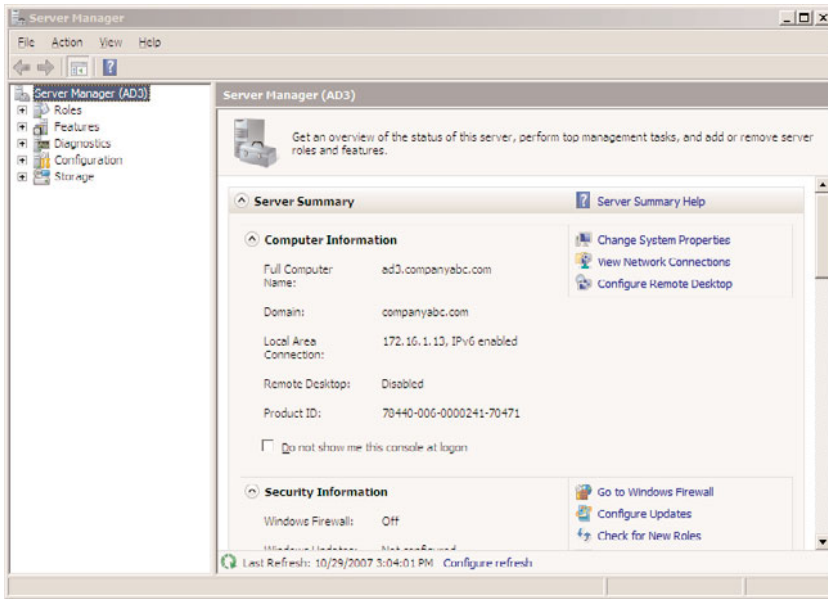 Server Manager
File Action View Help
Server Manager (AD3)
Roles
Features
Diagnostics
Configuration
Storage
Server Manager (AD3)
Get an overview of the status of this server, perform top management tasks, and add or remove server
roles and features.
Server Summary
Server Summary Help
Computer Information
Change System Properties
View Network Connections
Configure Remote Desktop
Full Computer
Name:
ad3.companyabc.com
Domain:
companyabc.com
Local Area
Connection:
172.16.1.13, IPv6 enabled
Remote Desktop:
Disabled
Product ID:
78440-006-0000241-70471
Do not show me this console at logon
Security Information
Go to Windows Firewall
Configure Updates
Check for New Roles
Windows Firewall:
Off
Windows Updates:
Not configured
Last Refresh: 10/29/2007 3:04:01 PM Configure refresh